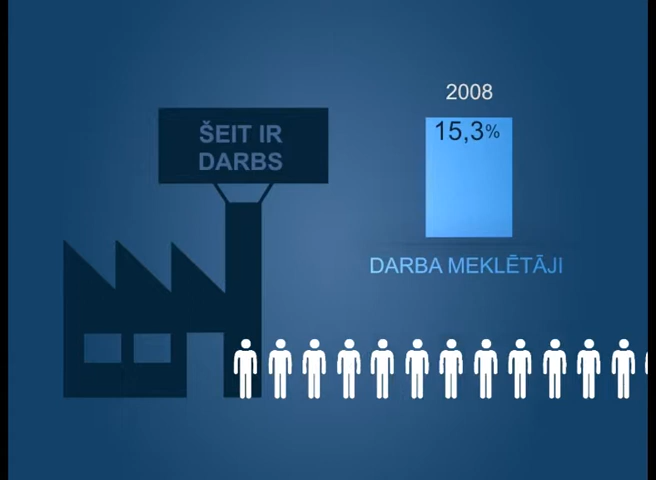 ŠEIT IR
DARBS
2008
15,3%
DARBA MEKLĒTĀJI